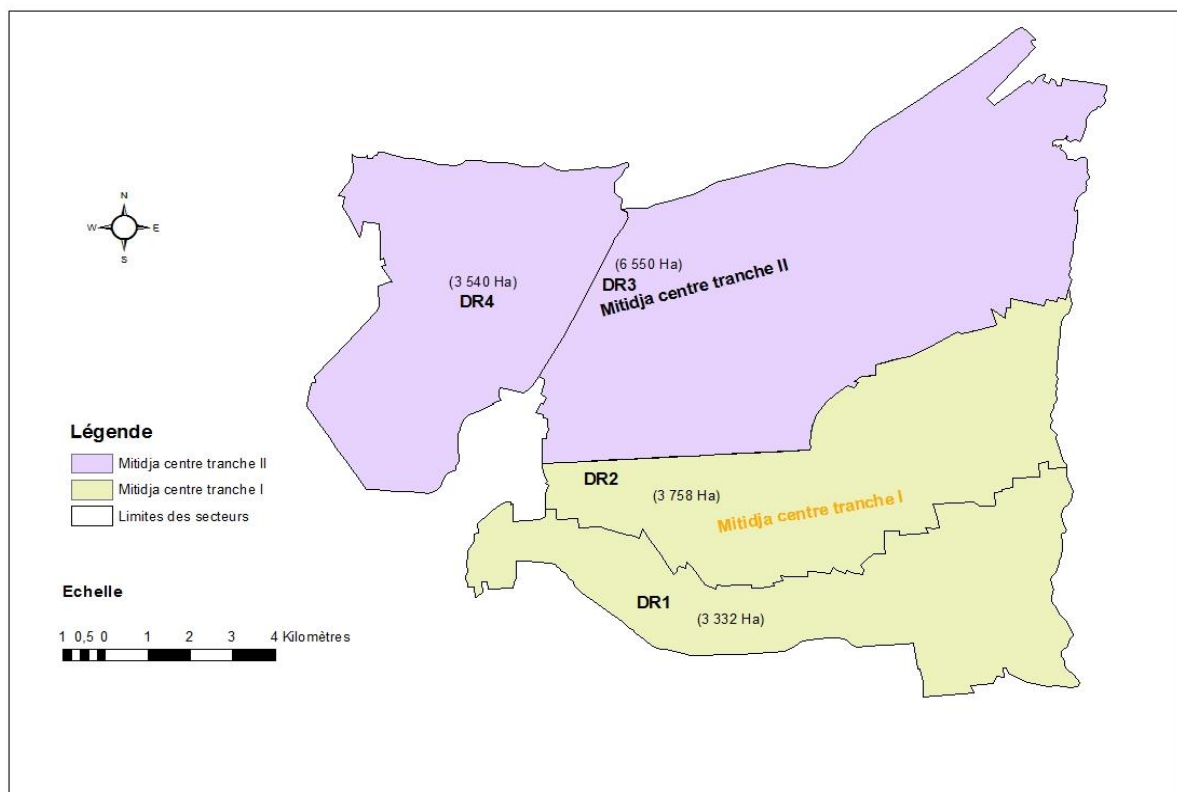 N
W E
S
(3 540 Ha)
DR4
(6 550 Ha)
DR3
Mitidja centre tranche II
DR2
(3 758 Ha)
Mitidja centre tranche I
DR1
(3 332 Ha)
Légende
Mitidja centre tranche II
Mitidja centre tranche I
Limites des secteurs
Echelle
1 0,5 0 1 2 3 4 Kilomètres